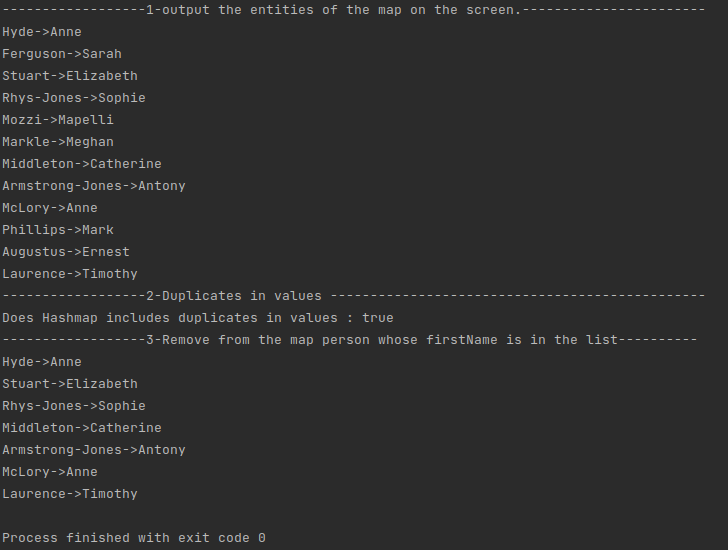 ------------------1-output the entities of the map on the screen.-----------------------
Hyde->Anne
Ferguson->Sarah
Stuart->Elizabeth
Rhys-Jones->Sophie
Mozzi->Mapelli
Markle->Meghan
Middleton->Catherine
Armstrong-Jones->Antony
McLory->Anne
Phillips->Mark
Augustus->Ernest
Laurence->Timothy
------------------2-Duplicates in values -----------------------------------------------
Does Hashmap includes duplicates in values : true
------------------3-Remove from the map person whose firstName is in the list----------
Hyde->Anne
Stuart->Elizabeth
Rhys-Jones->Sophie
Middleton->Catherine
Armstrong-Jones->Antony
McLory->Anne
Laurence->Timothy
Process finished with exit code 0